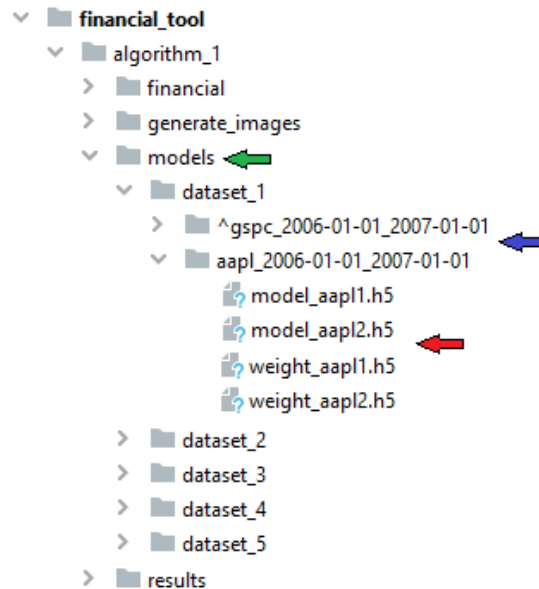 financial_tool
algorithm_1
financial
generate_images
models
dataset_1
^gspc_2006-01-01_2007-01-01
aapl_2006-01-01_2007-01-01
model_aapl1.h5
model_aapl2.h5
weight_aapl1.h5
weight_aapl2.h5
dataset_2
dataset_3
dataset_4
dataset_5
results